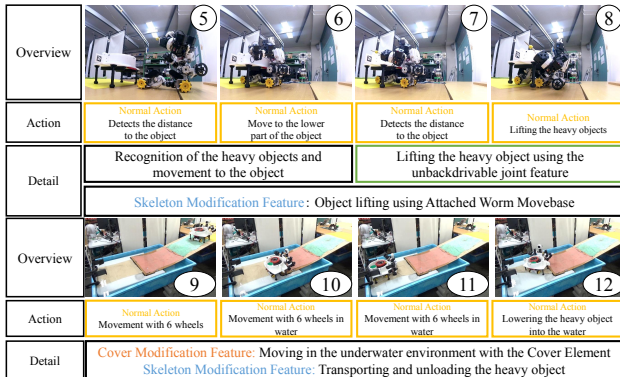 Overview
5
6
7
8
Action
Normal Action
Detects the distance
to the object
Normal Action
Move to the lower
part of the object
Normal Action
Detects the distance
to the object
Normal Action
Lifting the heavy objects
Detail
Recognition of the heavy objects and
movement to the object
Lifting the heavy object using the
unbackdrivable joint feature
Skeleton Modification Feature: Object lifting using Attached Worm Movebase
Overview
9
10
11
12
Action
Normal Action
Movement with 6 wheels
Normal Action
Movement with 6 wheels in
water
Normal Action
Movement with 6 wheels in
water
Normal Action
Lowering the heavy object
into the water
Detail
Cover Modification Feature: Moving in the underwater environment with the Cover Element
Skeleton Modification Feature: Transporting and unloading the heavy object